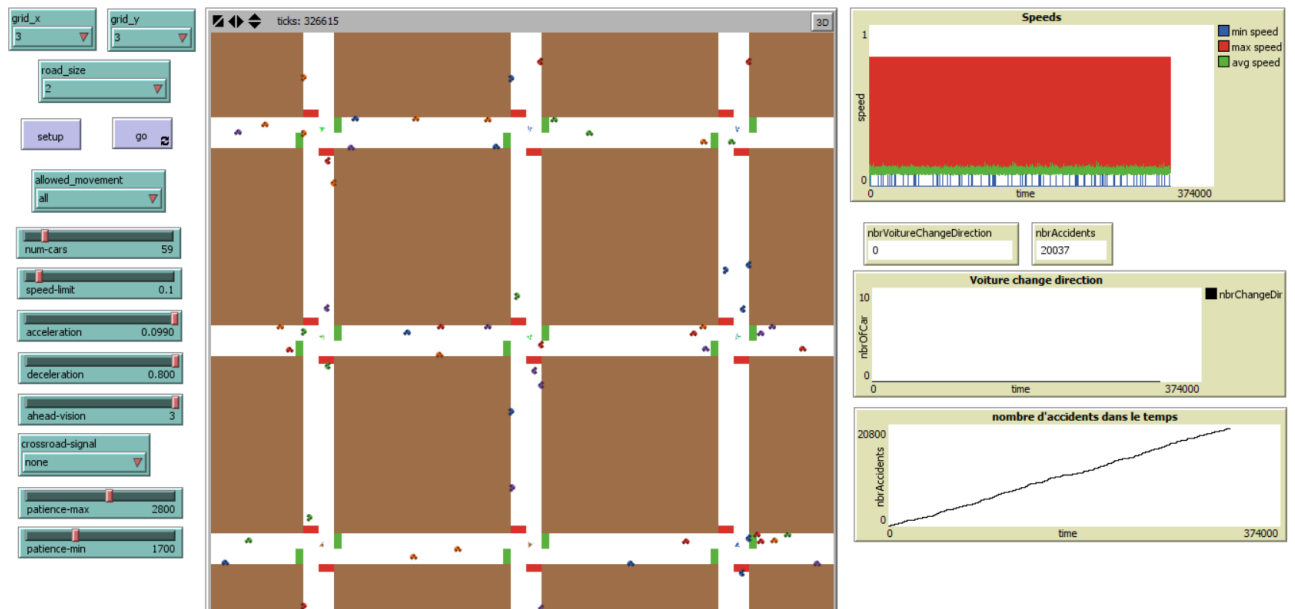 grid_x
3
grid_y
3
road_size
2
setup
go
allowed_movement
all
num-cars 59
speed-limit 0.1
acceleration 0.0990
deceleration 0.800
ahead-vision 3
crossroad-signal
none
patience-max 2800
patience-min 1700
ticks: 326615
3D
Speeds
1
speed
0
0
time
374000
min speed
max speed
avg speed
nbrVoitureChangeDirection
0
nbrAccidents
20037
Voiture change direction
10
nbrOfCar
0
0
time
374000
nbrChangeDir
nombre d'accidents dans le temps
20800
nbrAccidents
0
0
time
374000